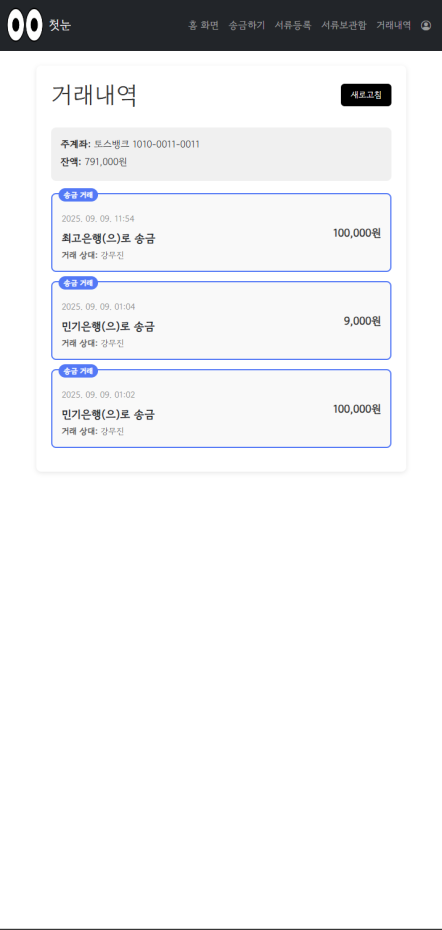 첫눈
홈 화면 송금하기 서류등록 서류보관함 거래내역
거래내역
새로고침
주계좌: 토스뱅크 1010-0011-0011
잔액: 791,000원
송금 거래
2025. 09. 09. 11:54
최고은행(으)로 송금
100,000원
거래 상대: 강무진
송금 거래
2025. 09. 09. 01:04
민기은행(으)로 송금
9,000원
거래 상대: 강무진
송금 거래
2025. 09. 09. 01:02
민기은행(으)로 송금
100,000원
거래 상대: 강무진